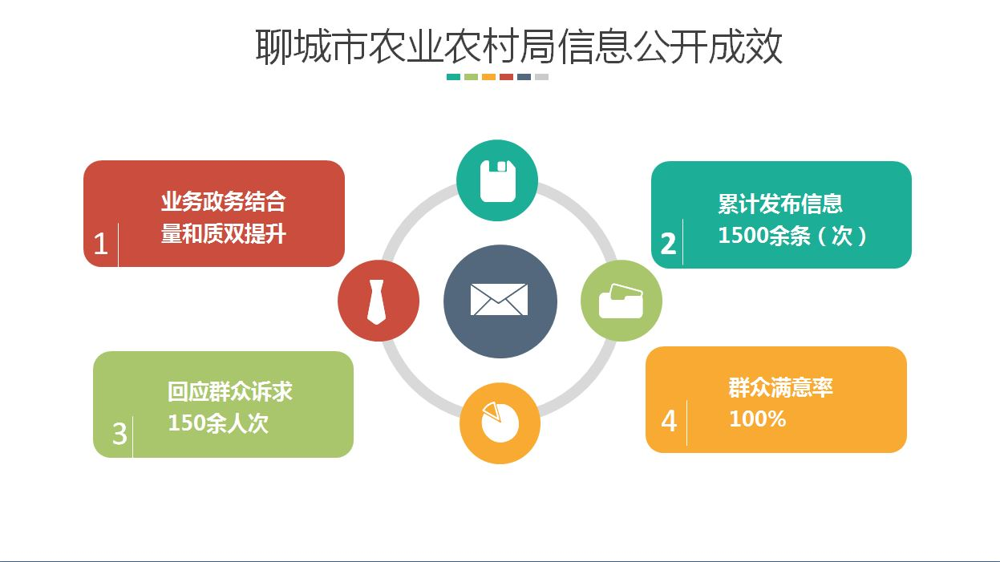 聊城市农业农村局信息公开成效
1
业务政务结合
量和质双提升
2
累计发布信息
1500余条（次）
3
回应群众诉求
150余人次
4
群众满意率
100%